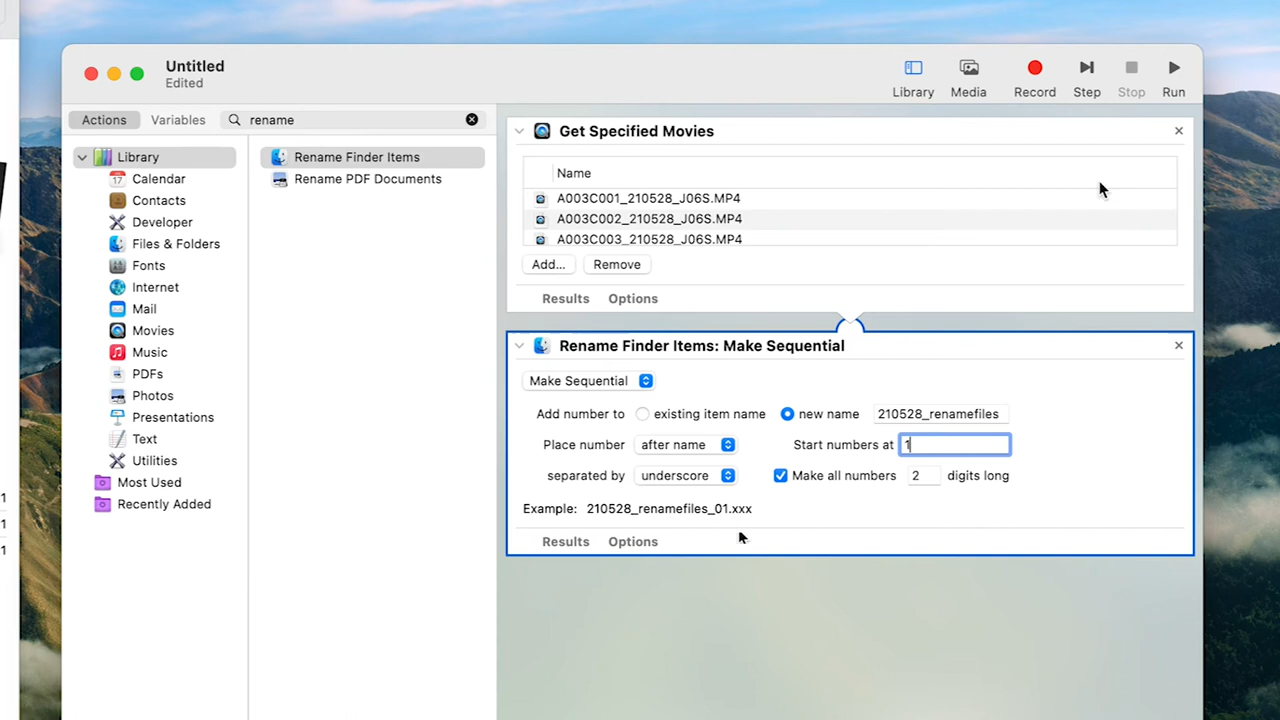 Untitled
Edited
Library
Media
Record
Step
Stop
Run
Actions
Variables
rename
Library
Calendar
Contacts
Developer
Files & Folders
Fonts
Internet
Mail
Movies
Music
PDFs
Photos
Presentations
Text
Utilities
Most Used
Recently Added
Rename Finder Items
Rename PDF Documents
Get Specified Movies
Name
A003C001_210528_J06S.MP4
A003C002_210528_J06S.MP4
A003C003_210528_J06S.MP4
Add... Remove
Results Options
Rename Finder Items: Make Sequential
Make Sequential
Add number to existing item name new name 210528_renamefiles
Place number after name Start numbers at 1
separated by underscore Make all numbers 2 digits long
Example: 210528_renamefiles_01.xxx
Results Options
1
1
1
17